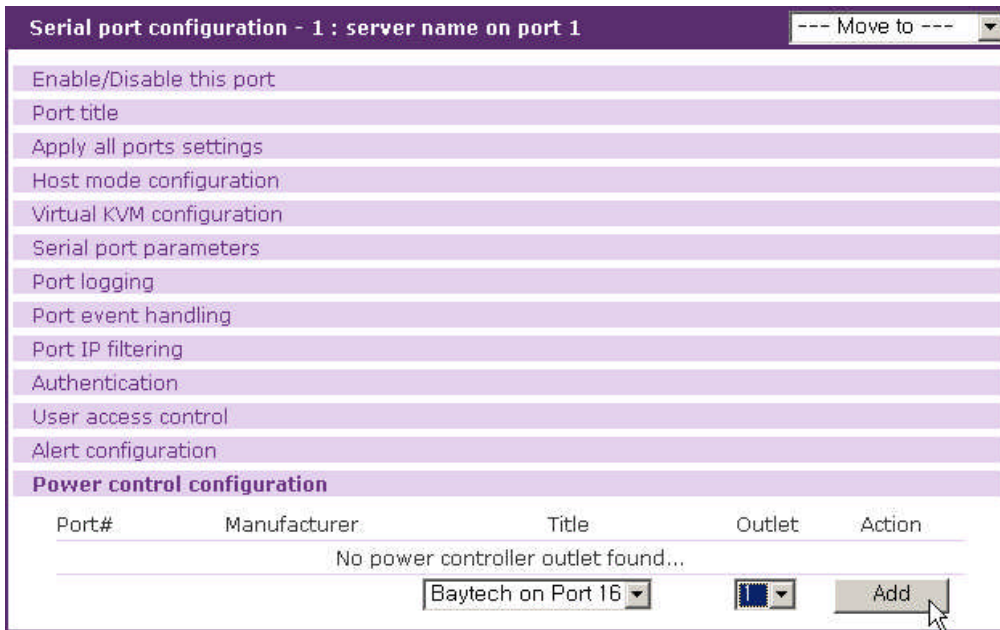 Serial port configuration - 1 : server name on port 1 --- Move to ---
Enable/Disable this port
Port title
Apply all ports settings
Host mode configuration
Virtual KVM configuration
Serial port parameters
Port logging
Port event handling
Port IP filtering
Authentication
User access control
Alert configuration
Power control configuration
Port# Manufacturer Title Outlet Action
No power controller outlet found...
Baytech on Port 16 1 Add